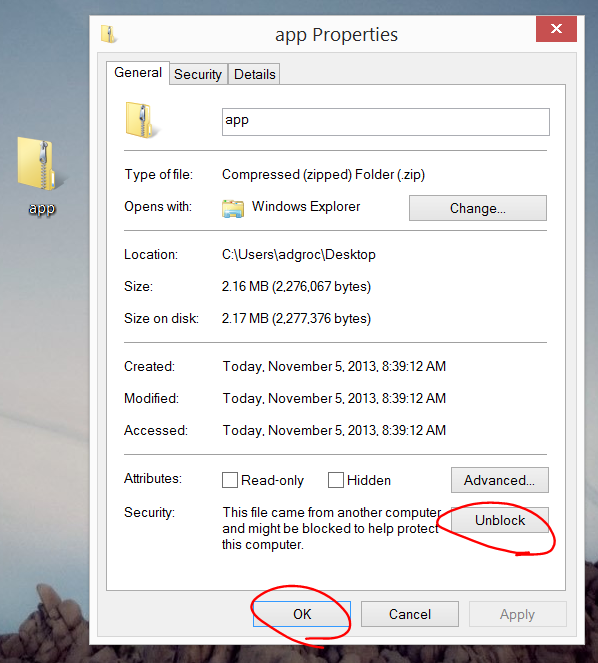 app Properties
General Security Details
app
app
Type of file: Compressed (zipped) Folder (.zip)
Opens with: Windows Explorer Change...
Location: C:\Users\adgroc\Desktop
Size: 2.16 MB (2,276,067 bytes)
Size on disk: 2.17 MB (2,277,376 bytes)
Created: Today, November 5, 2013, 8:39:12 AM
Modified: Today, November 5, 2013, 8:39:12 AM
Accessed: Today, November 5, 2013, 8:39:12 AM
Attributes: Read-only Hidden Advanced...
Security: This file came from another computer Unblock
and might be blocked to help protect
this computer.
OK Cancel Apply